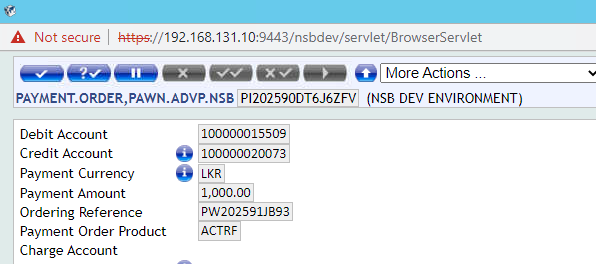 Not secure | https://192.168.131.10:9443/nsbdev/servlet/BrowserServlet
More Actions ...
PAYMENT.ORDER,PAWN.ADVP.NSB PI202590DT6J6ZFV (NSB DEV ENVIRONMENT)
Debit Account 100000015509
Credit Account 100000020073
Payment Currency LKR
Payment Amount 1,000.00
Ordering Reference PW202591JB93
Payment Order Product ACTRF
Charge Account